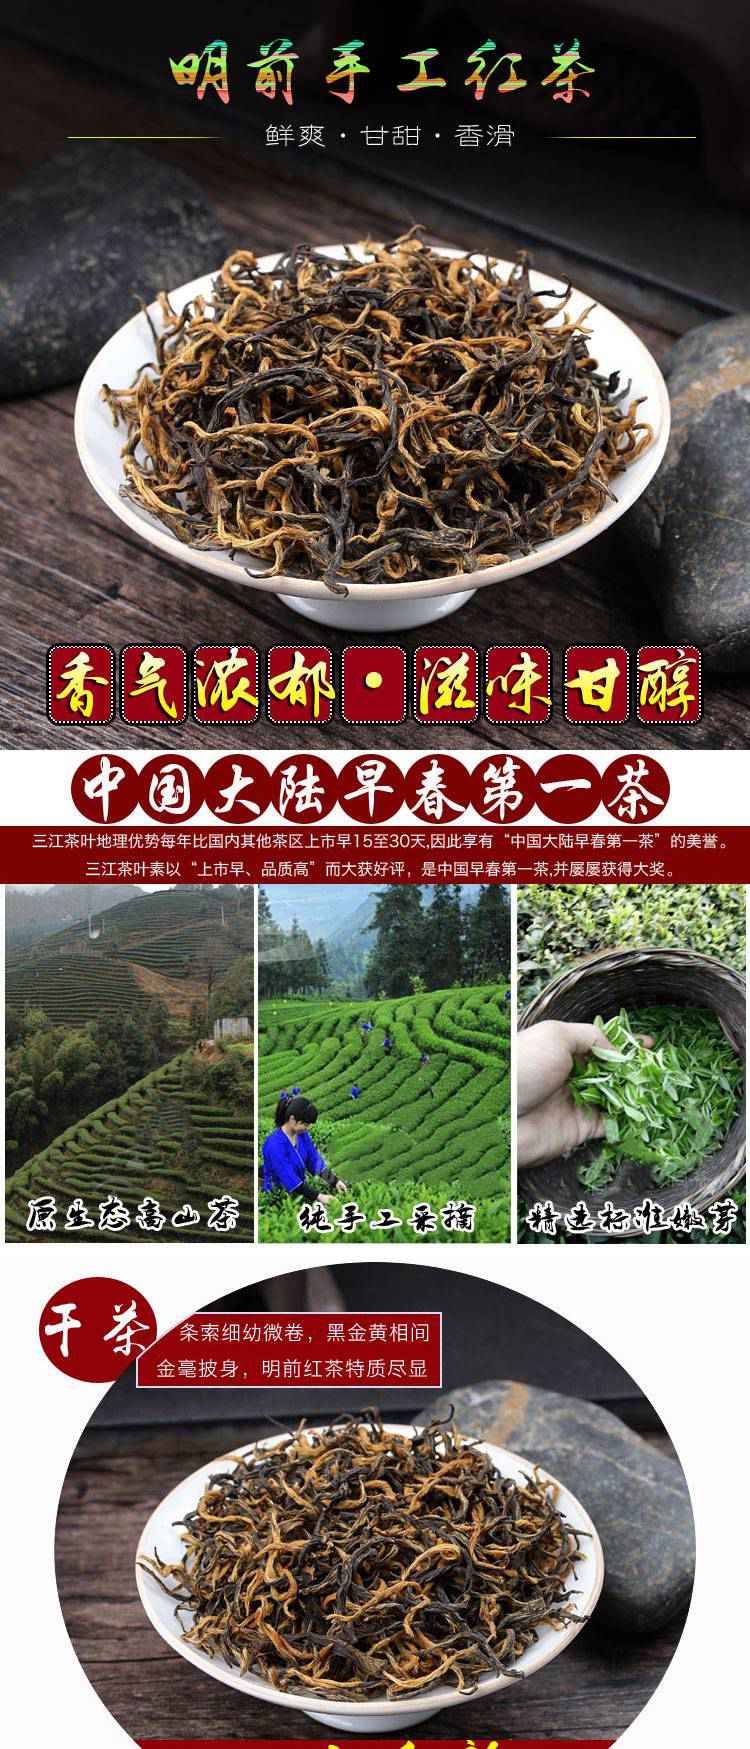 明前手工红茶
鲜爽·甘甜·香滑
香气浓郁·滋味甘醇
中国大陆早春第一茶
三江茶叶地理优势每年比国内其他茶区上市早15至30天,因此享有“中国大陆早春第一茶”的美誉。
三江茶叶素以“上市早、品质高”而大获好评，是中国早春第一茶,并屡屡获得大奖。
原生态高山茶
纯手工采摘
精选标准嫩芽
干茶
条索细幼微卷，黑金黄相间
金毫披身，明前红茶特质尽显